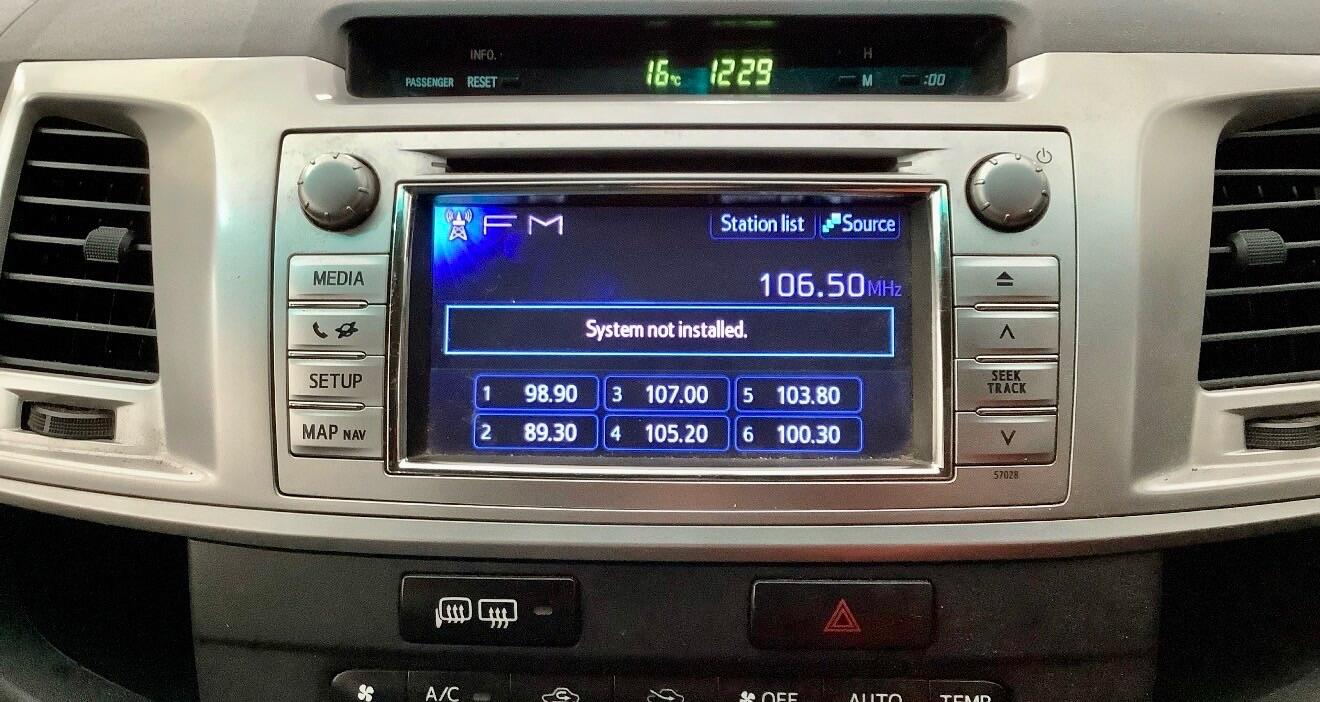 INFO.
H
PASSENGER RESET
16°C 12 29
M
:00
FM
Station list
Source
MEDIA
106.50 MHz
System not installed.
SETUP
SEEK
TRACK
1 98.90
3 107.00
5 103.80
MAP NAV
2 89.30
4 105.20
6 100.30
57028
A/C
OFF
AUTO
TEMP